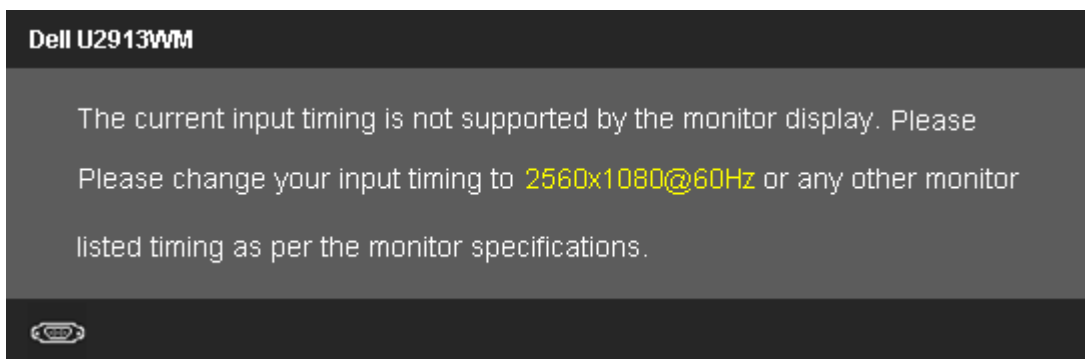 Dell U2913WM
The current input timing is not supported by the monitor display. Please
Please change your input timing to 2560x1080@60Hz or any other monitor
listed timing as per the monitor specifications.